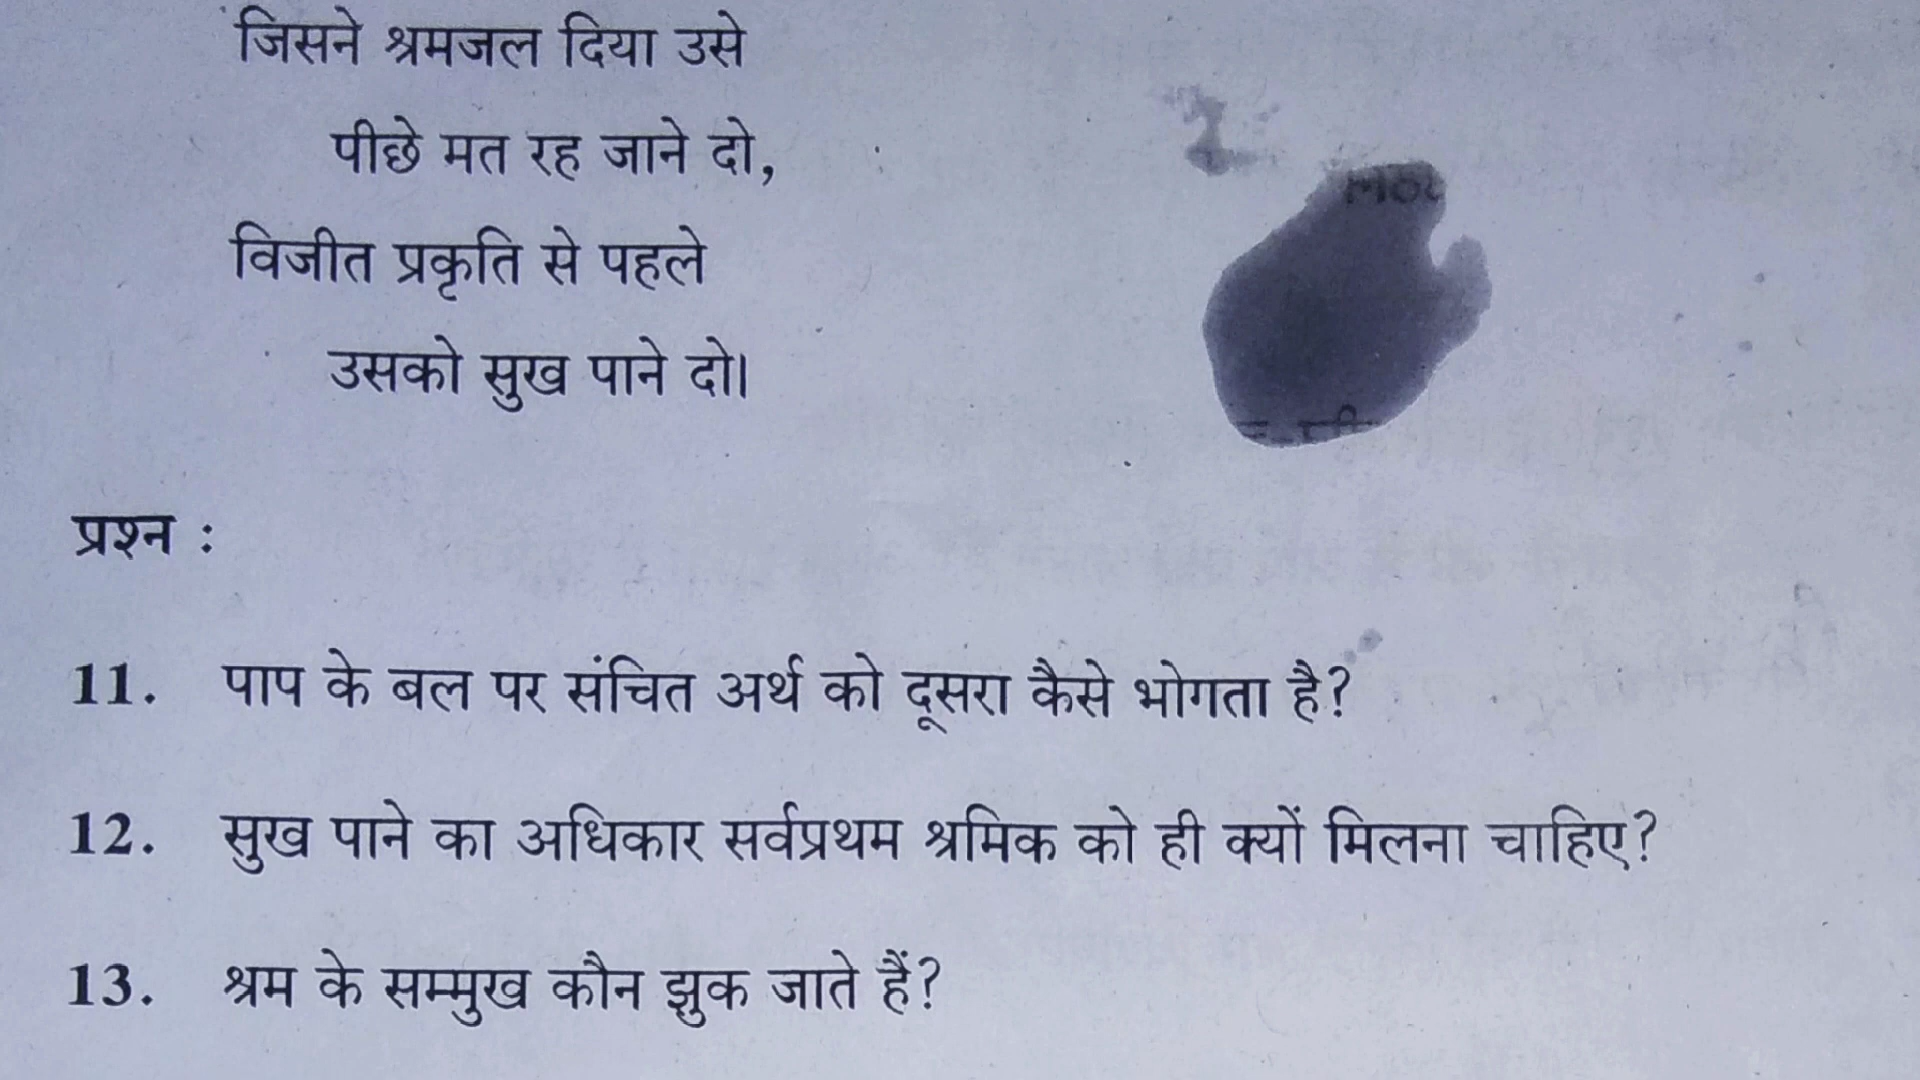 जिसने श्रमजल दिया उसे
पीछे मत रह जाने दो,
विजीत प्रकृति से पहले
उसको सुख पाने दो।
प्रश्न :
11. पाप के बल पर संचित अर्थ को दूसरा कैसे भोगता है?
12. सुख पाने का अधिकार सर्वप्रथम श्रमिक को ही क्यों मिलना चाहिए?
13. श्रम के सम्मुख कौन झुक जाते हैं?